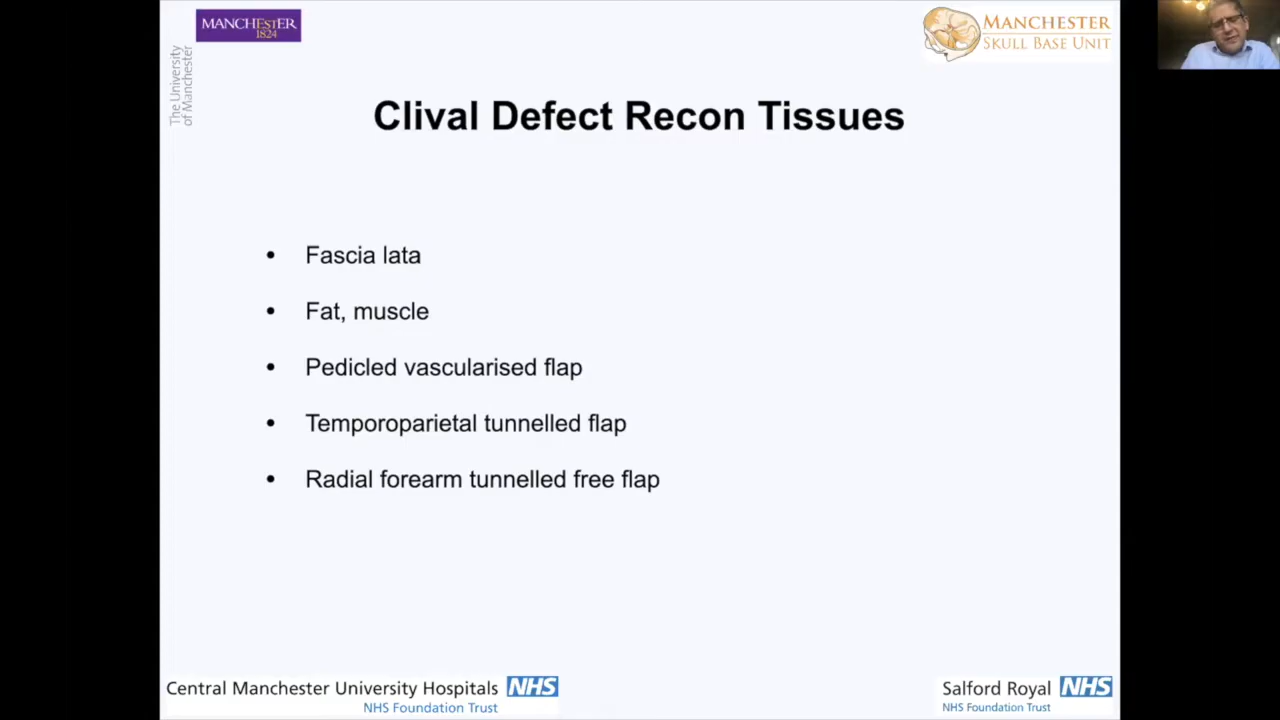 MANCHESTER
1824
The University
of Manchester
MANCHESTER
SKULL BASE UNIT
Clival Defect Recon Tissues
• Fascia lata
• Fat, muscle
• Pedicled vascularised flap
• Temporoparietal tunnelled flap
• Radial forearm tunnelled free flap
Central Manchester University Hospitals NHS
NHS Foundation Trust
Salford Royal NHS
NHS Foundation Trust